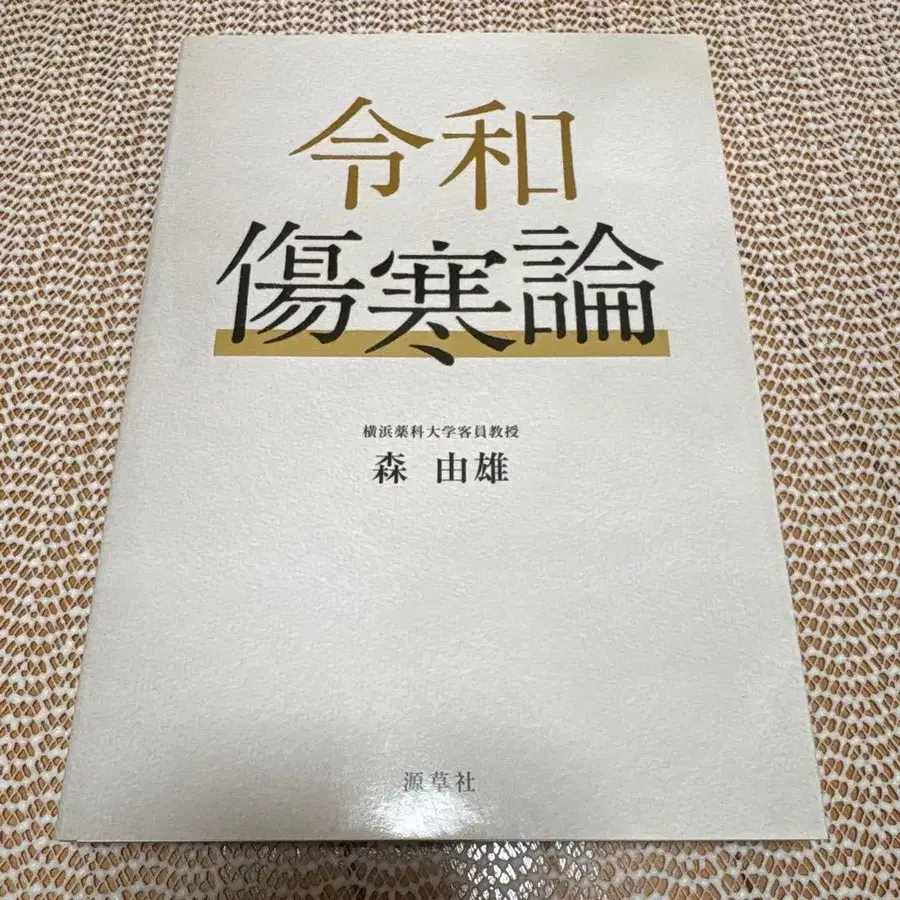 令和
傷寒論
横浜薬科大学客員教授
森 由雄
源草社